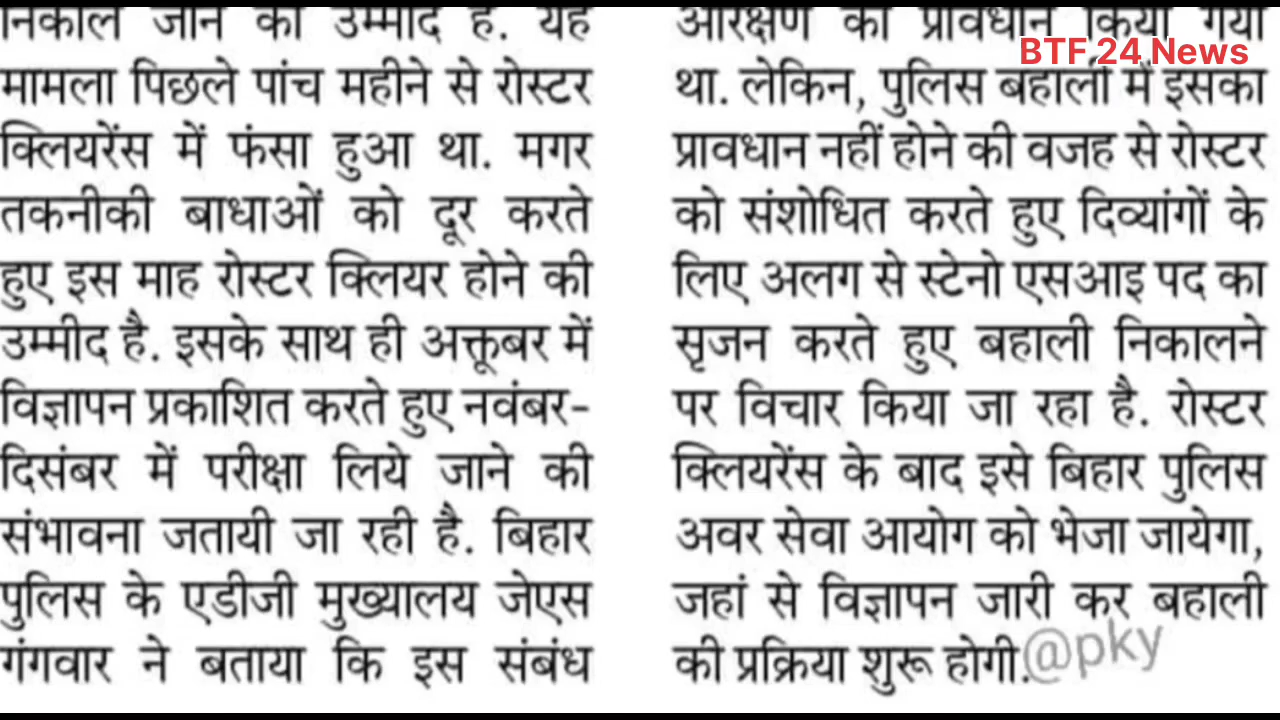 निकाले जाने की उम्मीद है. यह
मामला पिछले पांच महीने से रोस्टर
क्लियरेंस में फंसा हुआ था. मगर
तकनीकी बाधाओं को दूर करते
हुए इस माह रोस्टर क्लियर होने की
उम्मीद है. इसके साथ ही अक्तूबर में
विज्ञापन प्रकाशित करते हुए नवंबर-
दिसंबर में परीक्षा लिये जाने की
संभावना जतायी जा रही है. बिहार
पुलिस के एडीजी मुख्यालय जेएस
गंगवार ने बताया कि इस संबंध
आरक्षण का प्रावधान किया गया
BTF 24 News
था. लेकिन, पुलिस बहाली में इसका
प्रावधान नहीं होने की वजह से रोस्टर
को संशोधित करते हुए दिव्यांगों के
लिए अलग से स्टेनो एसआइ पद का
सृजन करते हुए बहाली निकालने
पर विचार किया जा रहा है. रोस्टर
क्लियरेंस के बाद इसे बिहार पुलिस
अवर सेवा आयोग को भेजा जायेगा,
जहां से विज्ञापन जारी कर बहाली
की प्रक्रिया शुरू होगी.
@pky